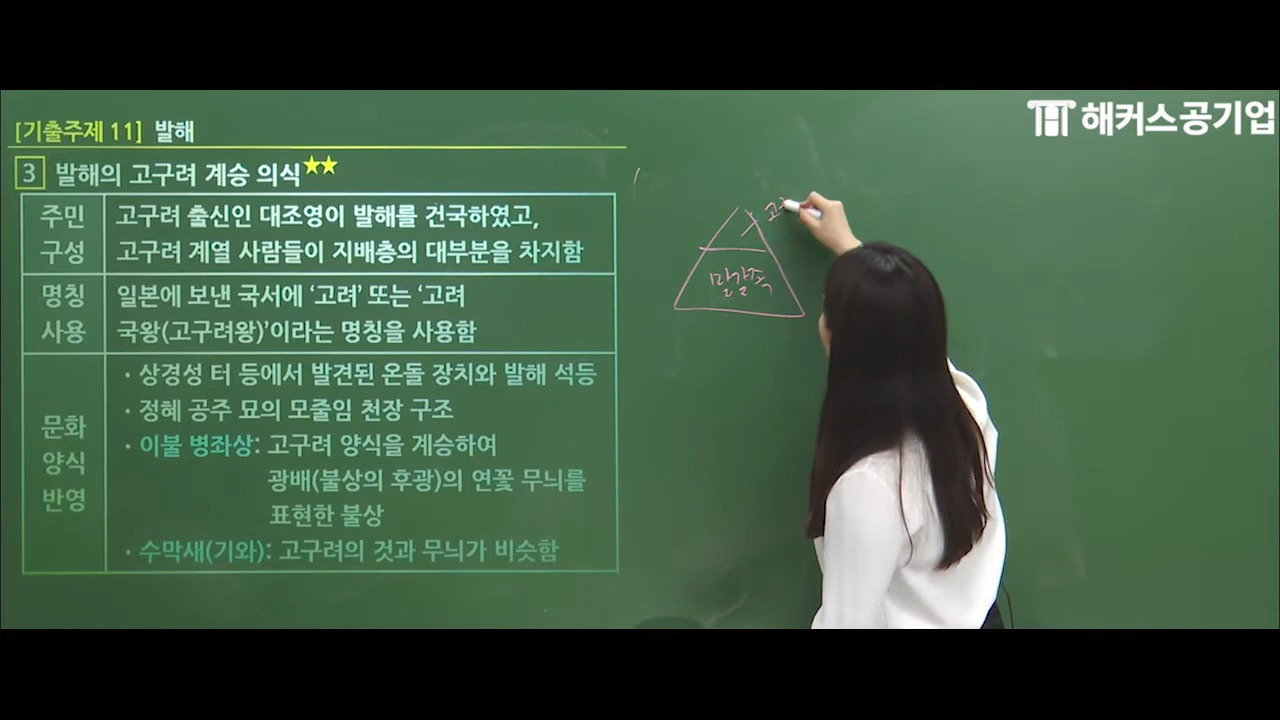 해커스공기업
[기출주제 11] 발해
3 발해의 고구려 계승 의식★★
주민
구성
고구려 출신인 대조영이 발해를 건국하였고,
고구려 계열 사람들이 지배층의 대부분을 차지함
명칭
사용
일본에 보낸 국서에 ‘고려’ 또는 ‘고려
국왕(고구려왕)’이라는 명칭을 사용함
문화
양식
반영
· 상경성 터 등에서 발견된 온돌 장치와 발해 석등
· 정혜 공주 묘의 모줄임 천장 구조
· 이불 병좌상: 고구려 양식을 계승하여
광배(불상의 후광)의 연꽃 무늬를
표현한 불상
· 수막새(기와): 고구려의 것과 무늬가 비슷함
말갈족